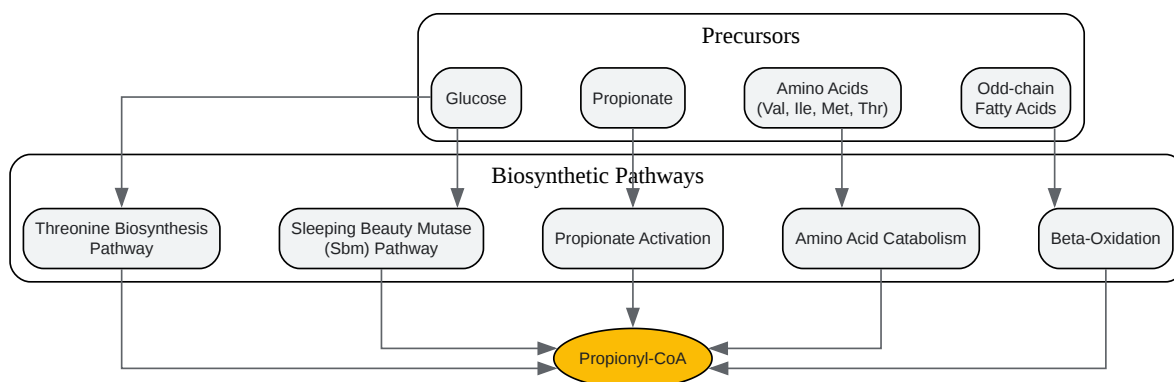 Precursors
Glucose
Propionate
Amino Acids
(Val, Ile, Met, Thr)
Odd-chain
Fatty Acids
Biosynthetic Pathways
Threonine Biosynthesis
Pathway
Sleeping Beauty Mutase
(Sbm) Pathway
Propionate Activation
Amino Acid Catabolism
Beta-Oxidation
Propionyl-CoA